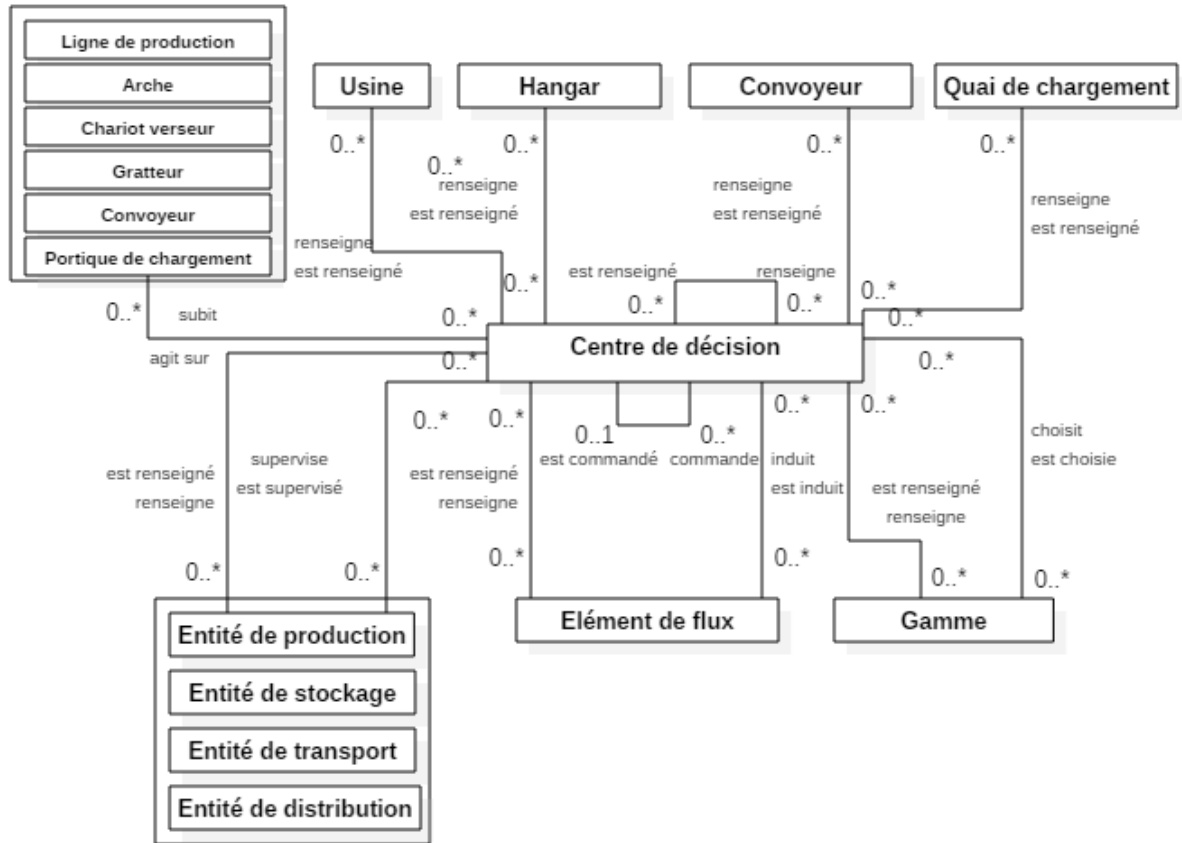 Ligne de production
Arche
Chariot verseur
Gratteur
Convoyeur
Portique de chargement
Usine
Hangar
Convoyeur
Quai de chargement
0..*
0..*
0..*
0..*
0..*
renseigne
est renseigné
renseigne
est renseigné
renseigne
est renseigné
renseigne
est renseigné
est renseigné
renseigne
0..*
0..*
0..*
0..*
0..*
subit
0..*
0..*
Centre de décision
agit sur
0..*
0..*
0..*
0..*
0..*
0..*
0..1
0..*
choisit
est choisie
est commandé
commande
induit
est induit
est renseigné
renseigne
supervise
est supervisé
est renseigné
renseigne
est renseigné
renseigne
0..*
0..*
0..*
0..*
0..*
0..*
Entité de production
Entité de stockage
Entité de transport
Entité de distribution
Elément de flux
Gamme